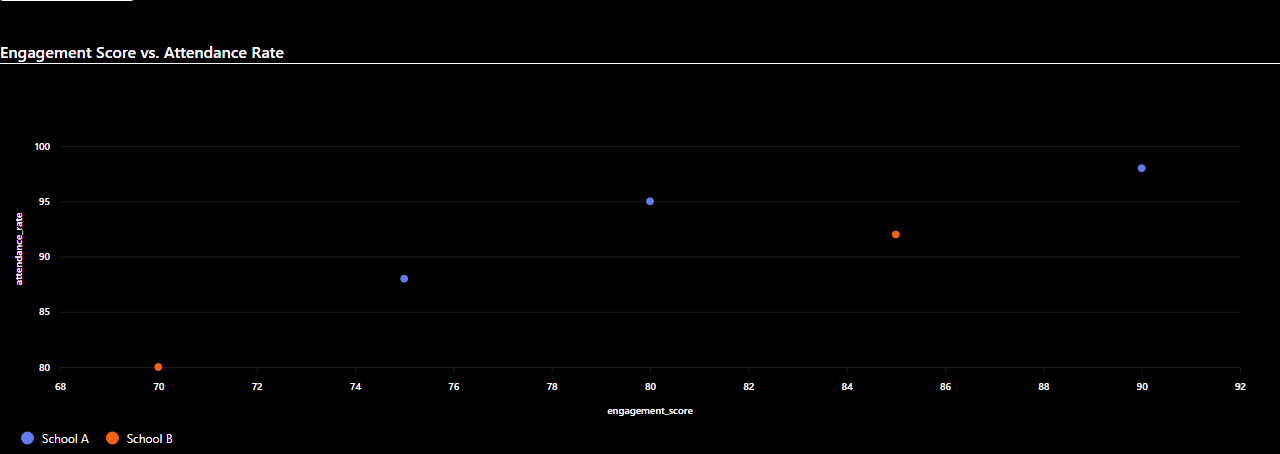 Engagement Score vs. Attendance Rate
100
95
90
85
80
attendance_rate
68 70 72 74 76 78 80 82 84 86 88 90 92
engagement_score
School A School B